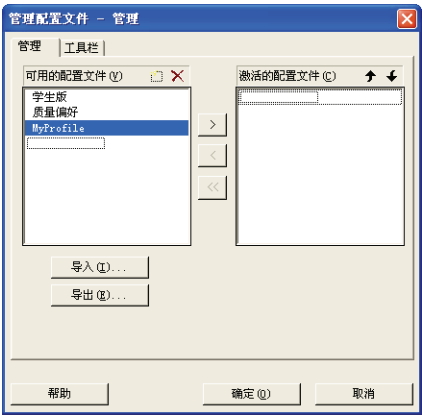 管理配置文件 - 管理
管理
工具栏
可用的配置文件(V)
激活的配置文件(C)
学生版
质量偏好
MyProfile
>
<
<<
导入(I)...
导出(E)...
帮助
确定(O)
取消